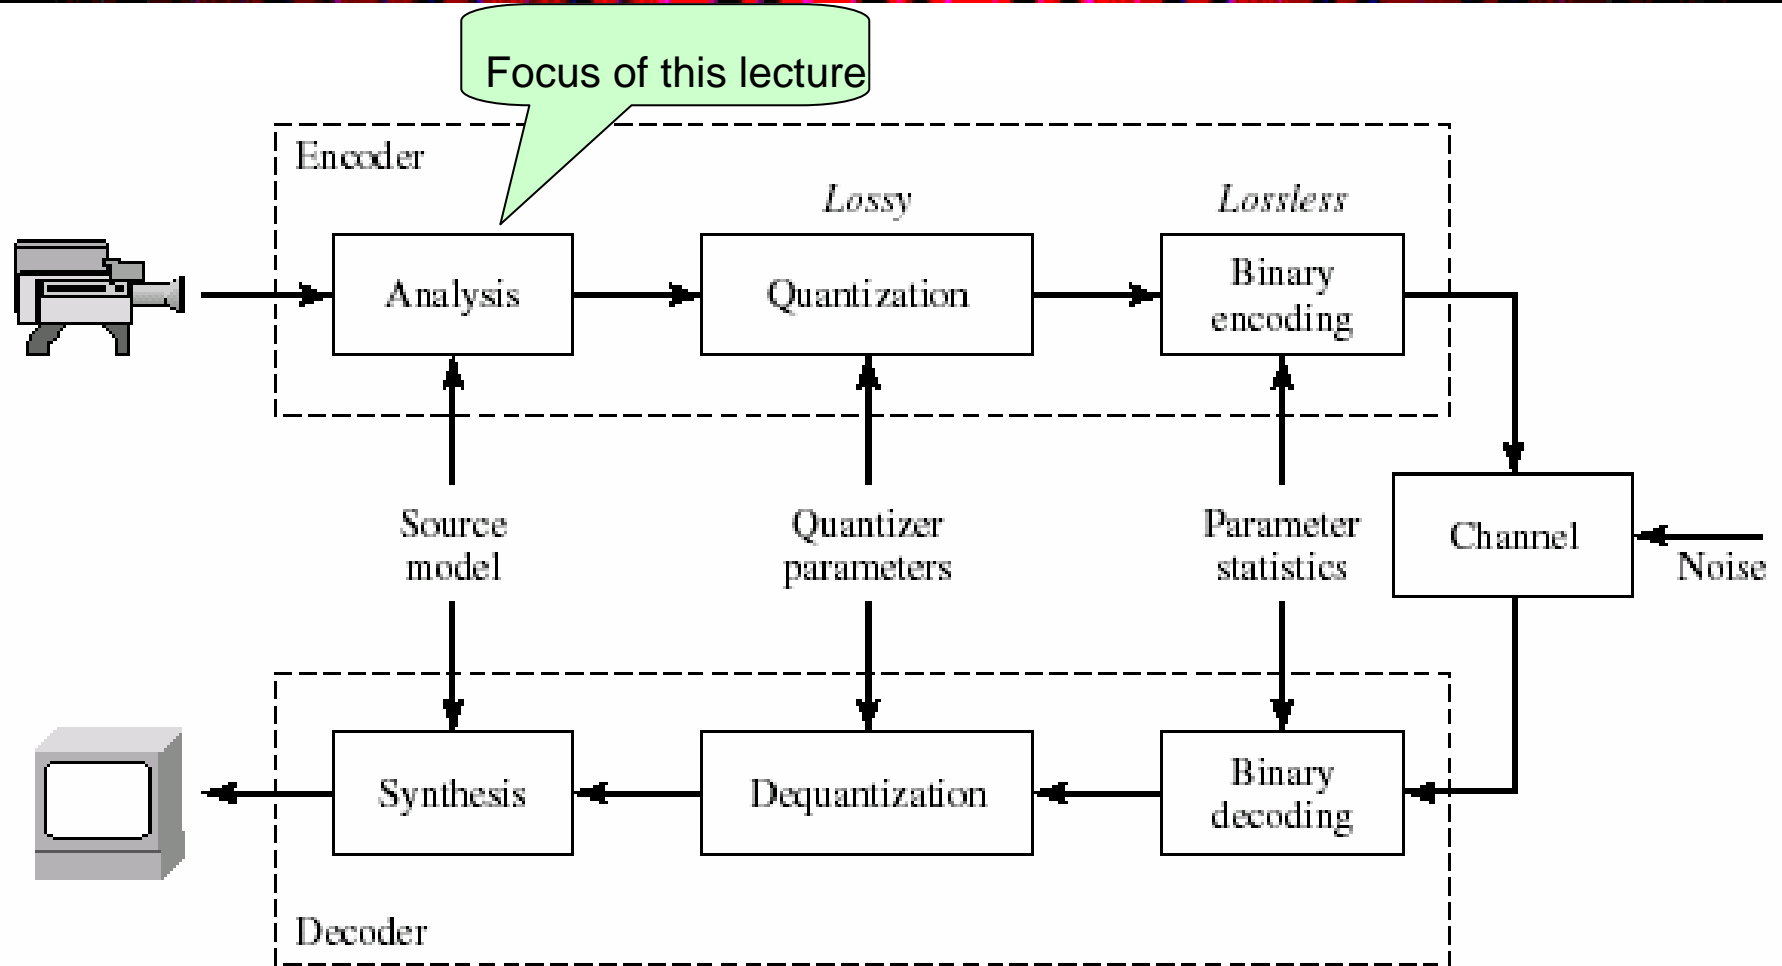 Focus of this lecture
Encoder
Lossy
Lossless
Analysis
Quantization
Binary
encoding
Source
model
Quantizer
parameters
Parameter
statistics
Channel
Noise
Synthesis
Dequantization
Binary
decoding
Decoder